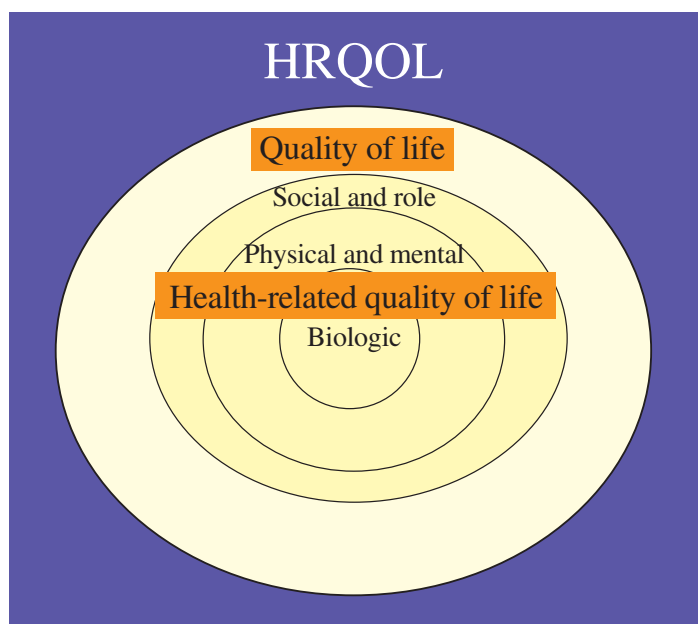 HRQOL
Quality of life
Social and role
Physical and mental
Health-related quality of life
Biologic